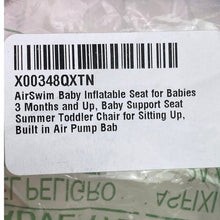 X00348QXTN
AirSwim Baby Inflatable Seat for Babies
3 Months and Up, Baby Support Seat
Summer Toddler Chair for Sitting Up,
Built in Air Pump Bab
ASFIXI